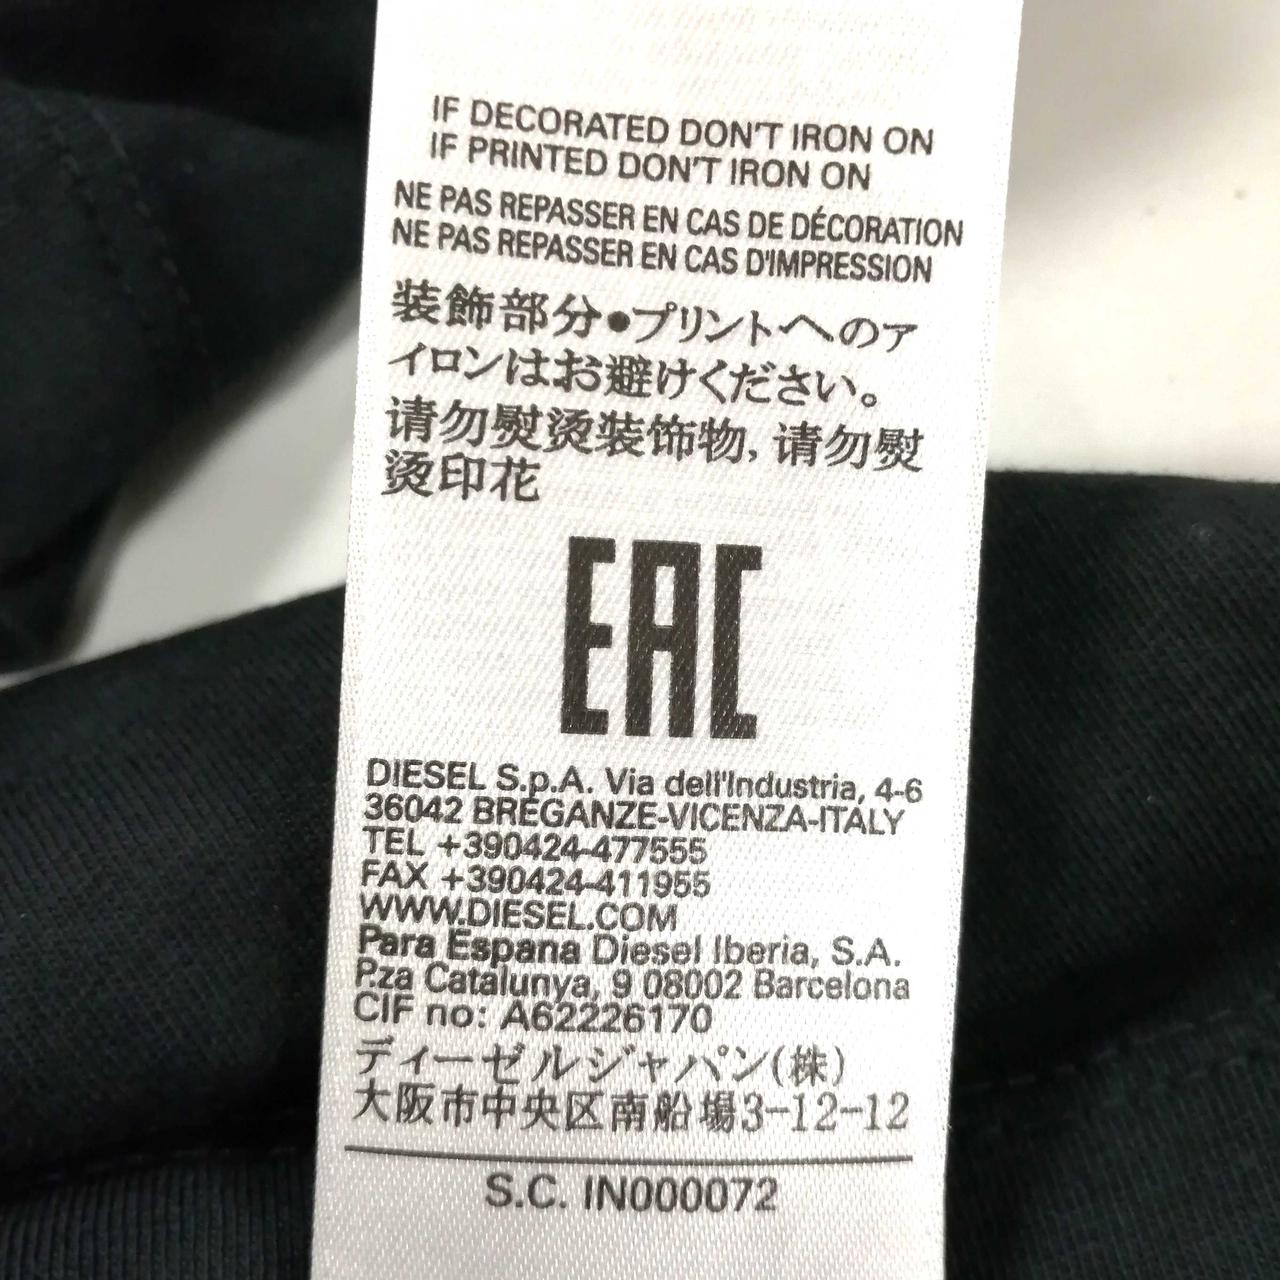 IF DECORATED DON'T IRON ON
IF PRINTED DON'T IRON ON
NE PAS REPASSER EN CAS DE DÉCORATION
NE PAS REPASSER EN CAS D'IMPRESSION
装飾部分●プリントへのア
イロンはお避けください。
请勿熨烫装饰物,请勿熨
烫印花
EAC
DIESEL S.p.A. Via dell'Industria, 4-6
36042 BREGANZE-VICENZA-ITALY
TEL +390424-477555
FAX +390424-411955
WWW.DIESEL.COM
Para Espana Diesel Iberia, S.A.
P.za Catalunya, 9 08002 Barcelona
CIF no: A62226170
ディーゼルジャパン(株)
大阪市中央区南船場3-12-12
S.C. IN000072